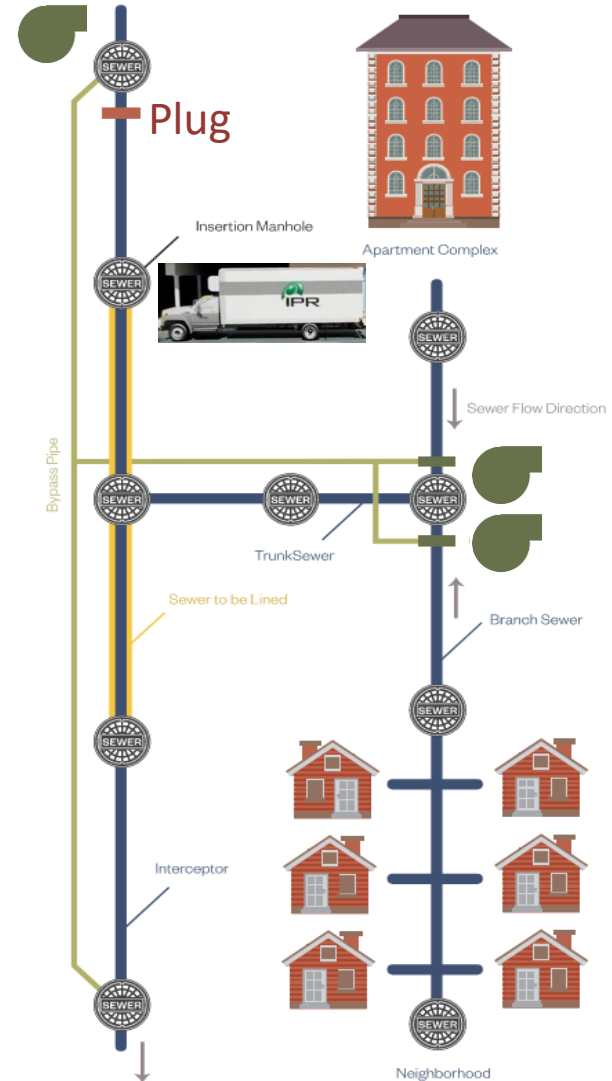 SEWER
Plug
Insertion Manhole
SEWER
IPR
Apartment Complex
SEWER
Sewer Flow Direction
Bypass Pipe
SEWER
SEWER
SEWER
TrunkSewer
Sewer to be Lined
Branch Sewer
SEWER
SEWER
Interceptor
SEWER
SEWER
Neighborhood